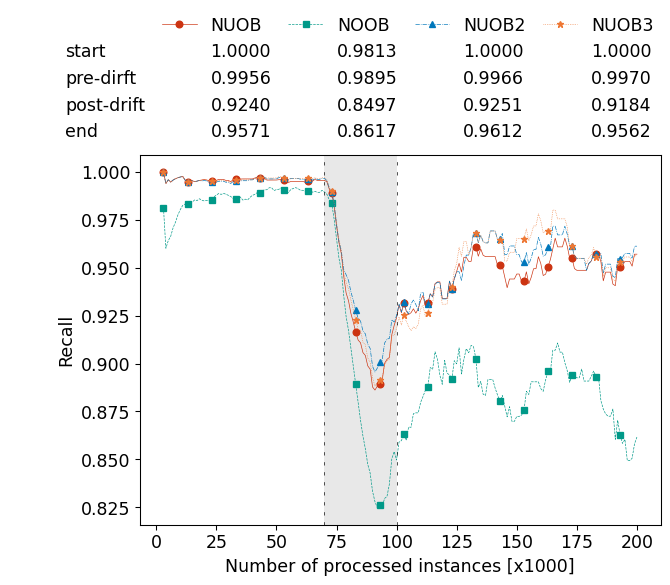 NUOB NOOB NUOB2 NUOB3
start 1.0000 0.9813 1.0000 1.0000
pre-dirft 0.9956 0.9895 0.9966 0.9970
post-drift 0.9240 0.8497 0.9251 0.9184
end 0.9571 0.8617 0.9612 0.9562
1.000
0.975
0.950
0.925
0.900
0.875
0.850
0.825
Recall
0 25 50 75 100 125 150 175 200
Number of processed instances [x1000]